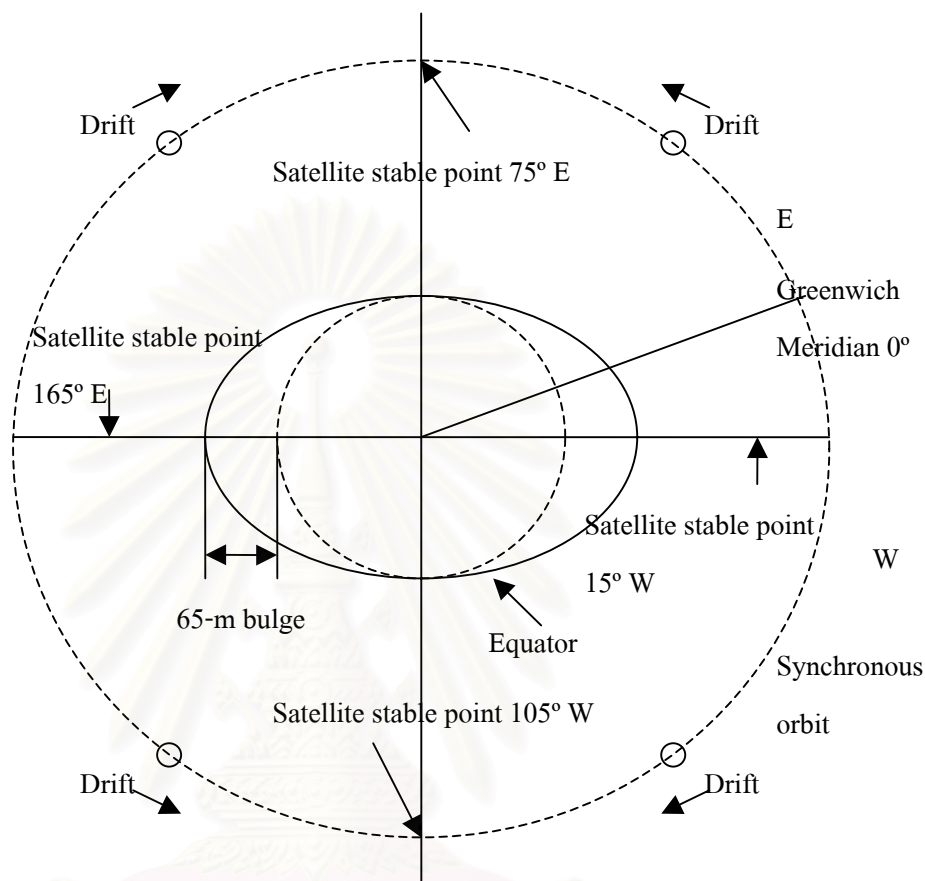 Drift
Drift
Satellite stable point 75º E
E
Greenwich
Meridian 0º
Satellite stable point
165º E
Satellite stable point
15º W
W
65-m bulge
Equator
Synchronous
orbit
Satellite stable point 105º W
Drift
Drift